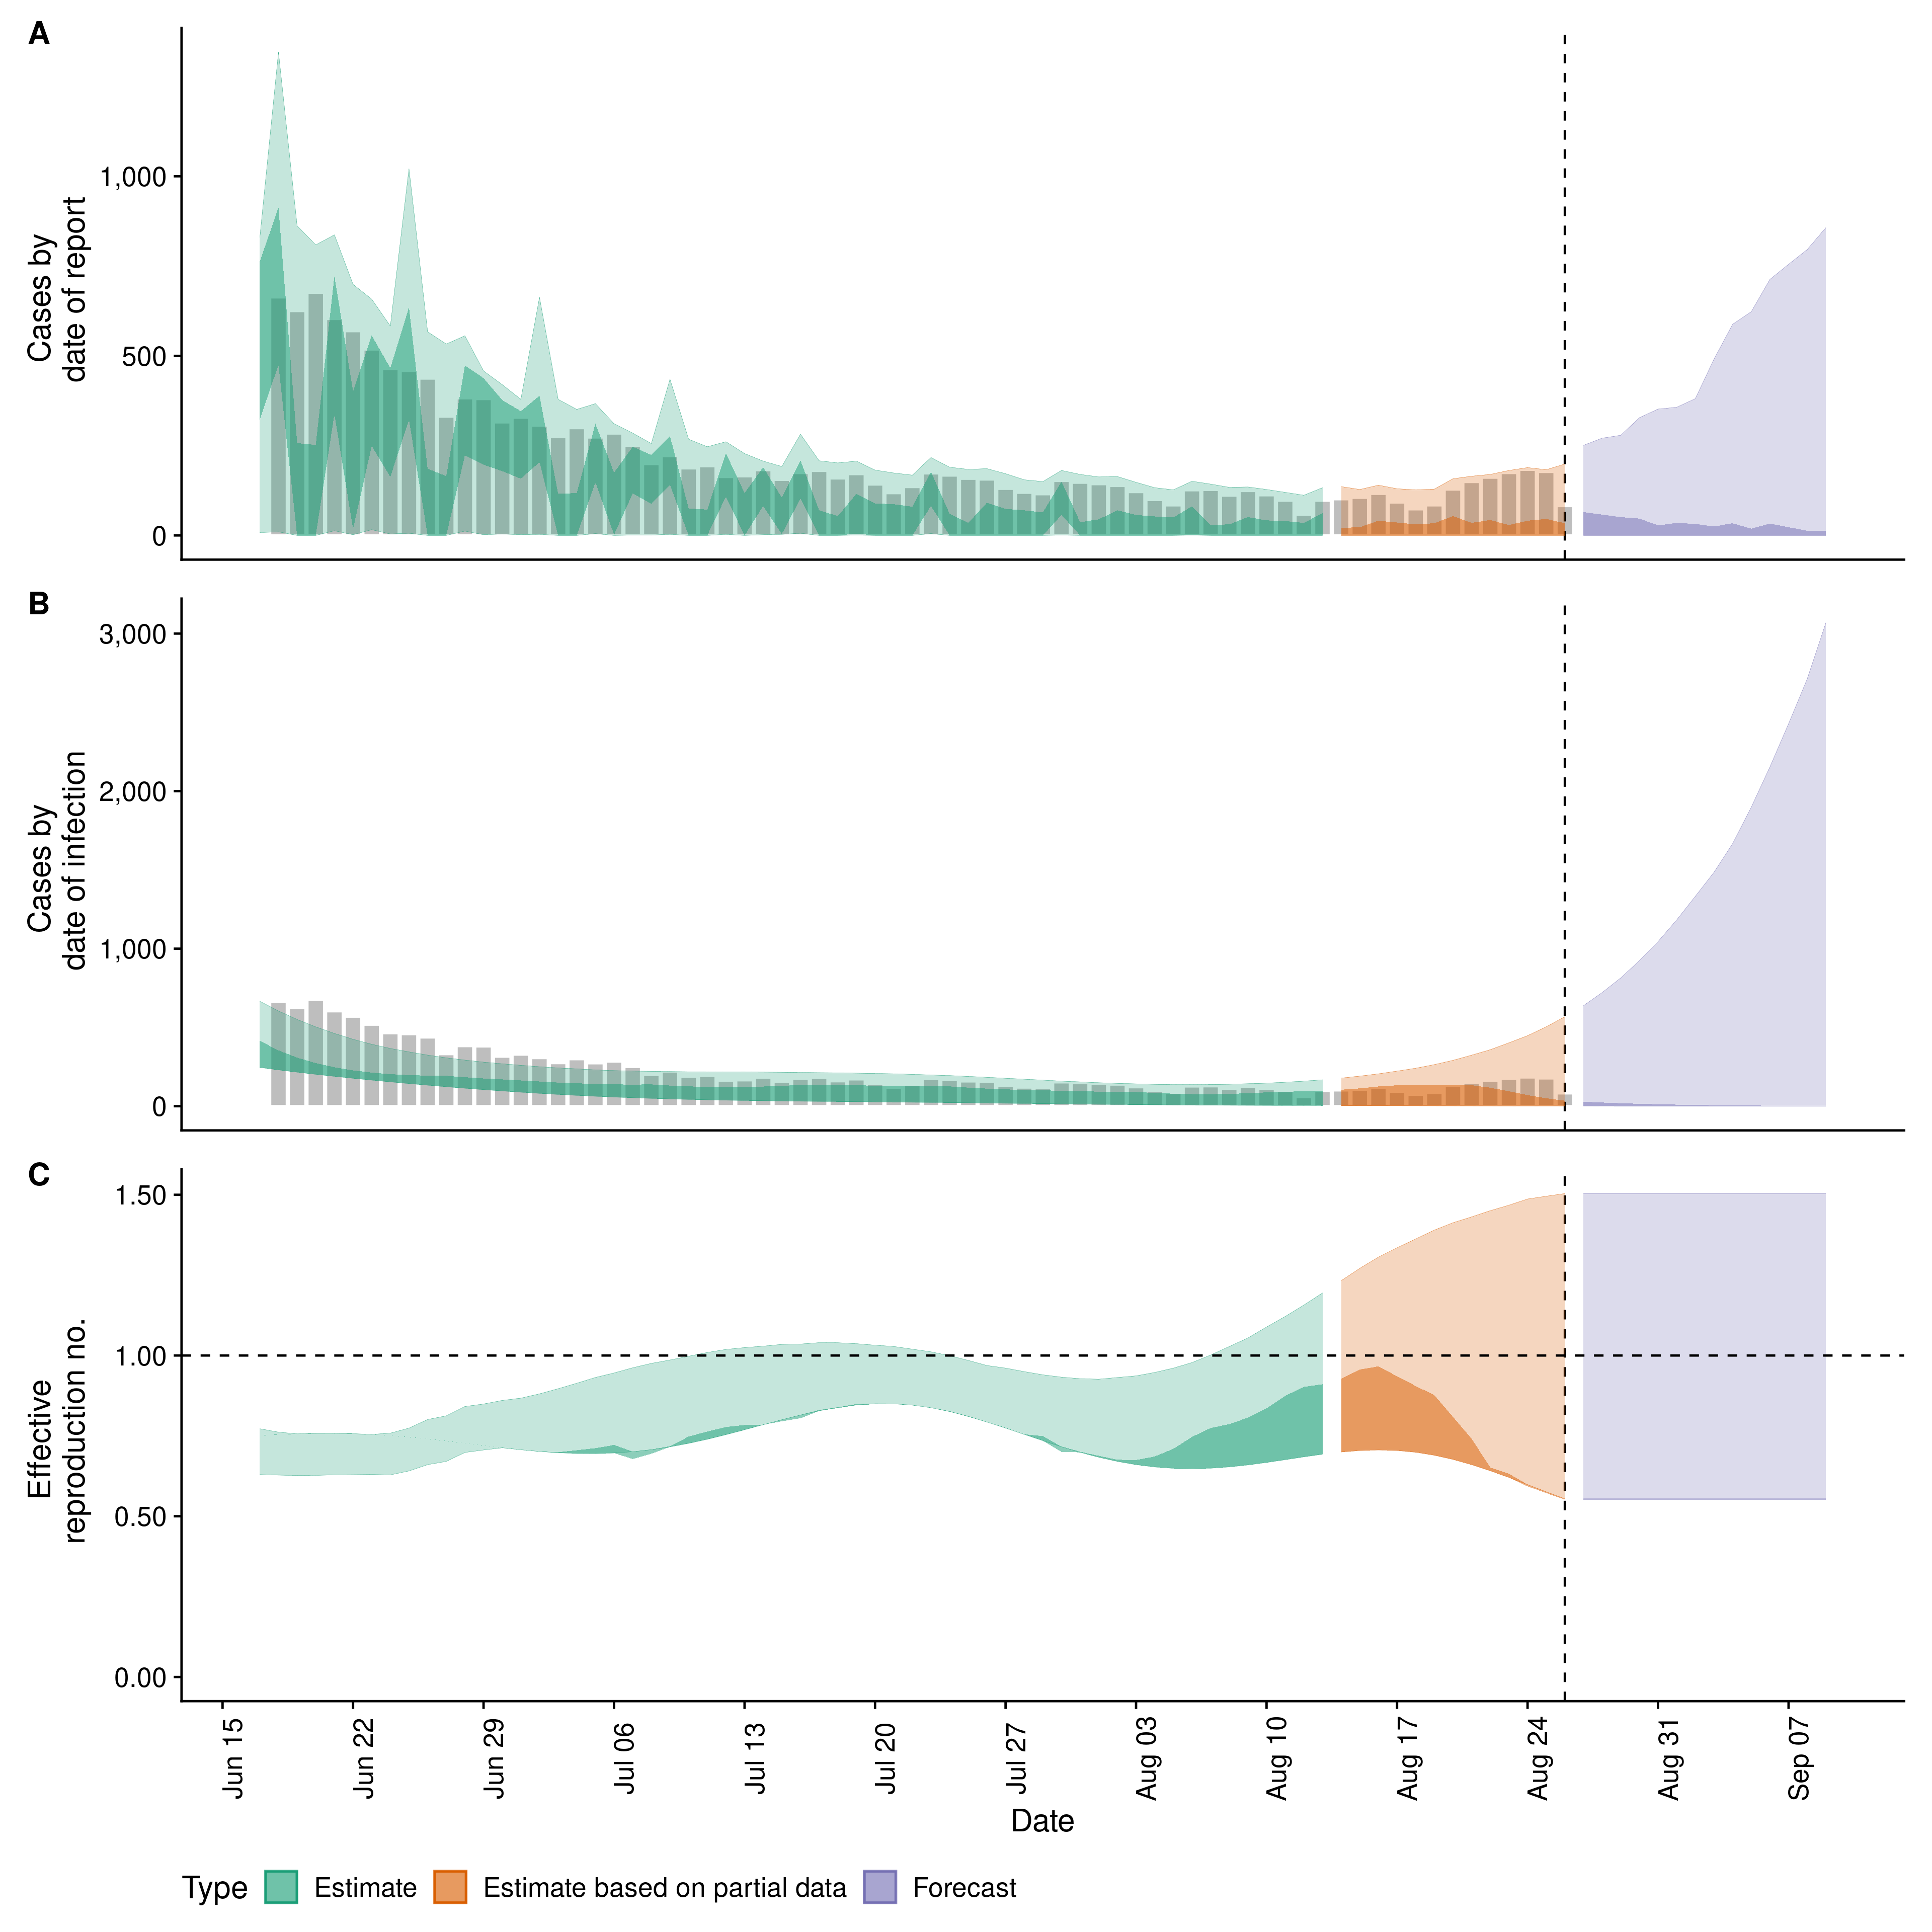 A
Cases by
date of report
1,000
500
0
B
Cases by
date of infection
3,000
2,000
1,000
0
C
Effective
reproduction no.
1.50
1.00
0.50
0.00
Jun 15
Jun 22
Jun 29
Jul 06
Jul 13
Jul 20
Jul 27
Aug 03
Aug 10
Aug 17
Aug 24
Aug 31
Sep 07
Date
Type Estimate Estimate based on partial data Forecast